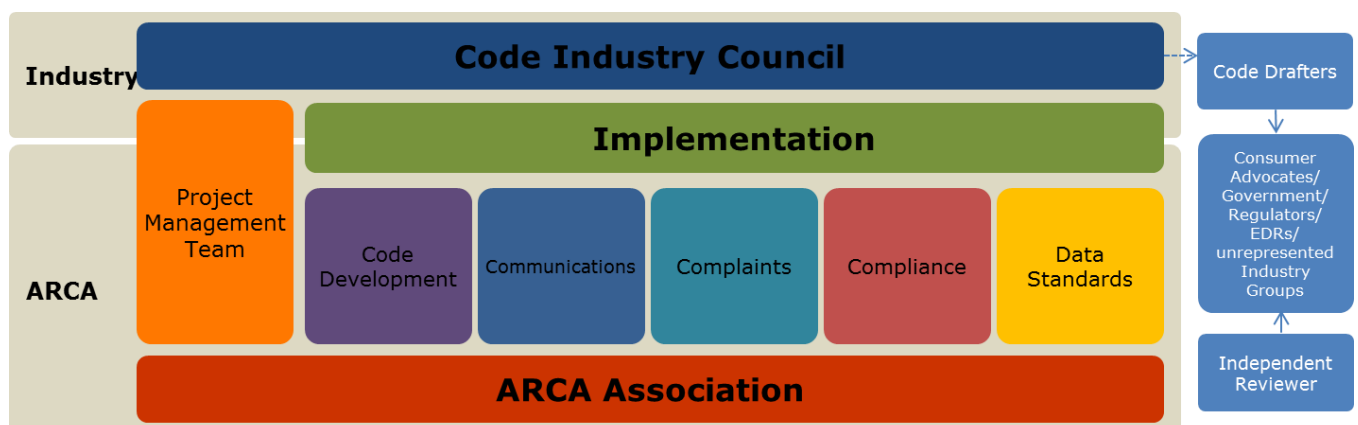 Industry
Code Industry Council
Code Drafters
Implementation
Project
Management
Team
Code
Development
Communications
Complaints
Compliance
Data
Standards
Consumer
Advocates/
Government/
Regulators/
EDRs/
unrepresented
Industry
Groups
ARCA
ARCA Association
Independent
Reviewer